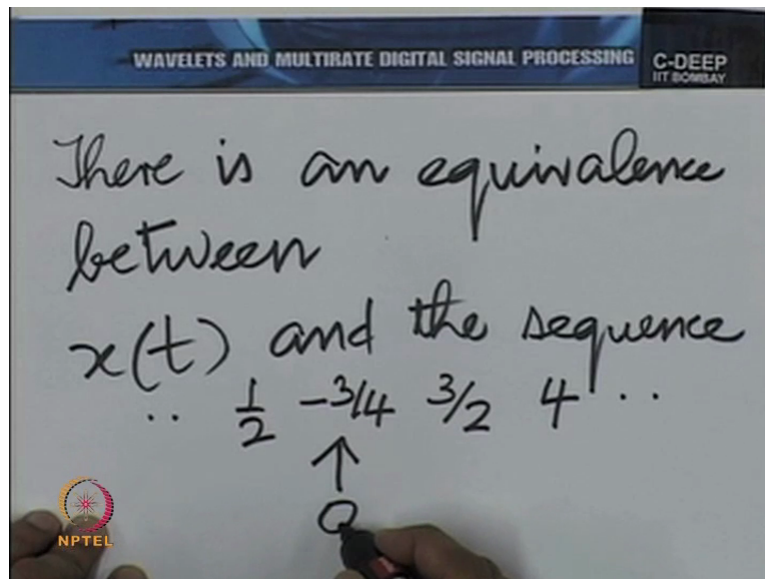 WAVELETS AND MULTIRATE DIGITAL SIGNAL PROCESSING
C-DEEP
IIT BOMBAY
There is an equivalence
between
x(t) and the sequence
.. 1/2 -3/4 3/2 4 ..
↑
0
NPTEL